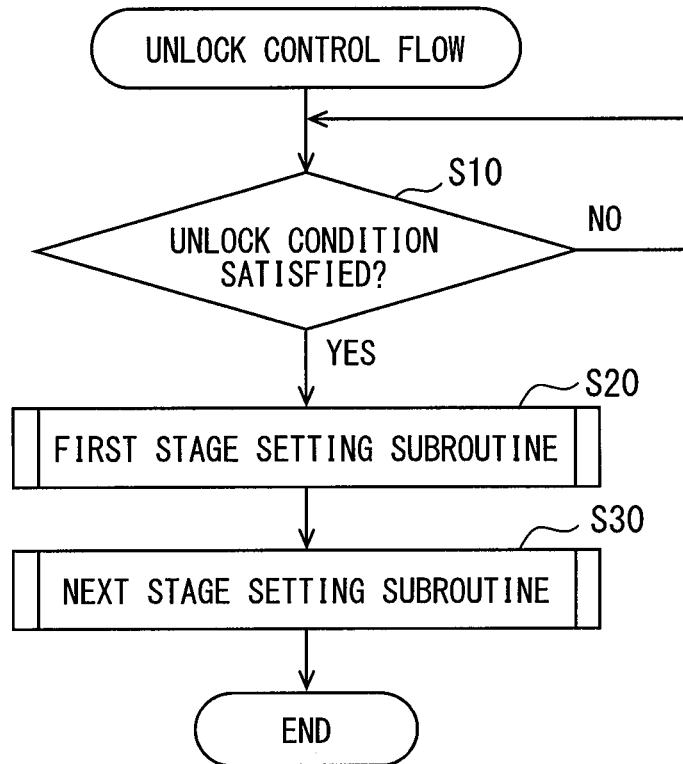 UNLOCK CONTROL FLOW
S10
UNLOCK CONDITION
SATISFIED?
NO
YES
S20
FIRST STAGE SETTING SUBROUTINE
S30
NEXT STAGE SETTING SUBROUTINE
END